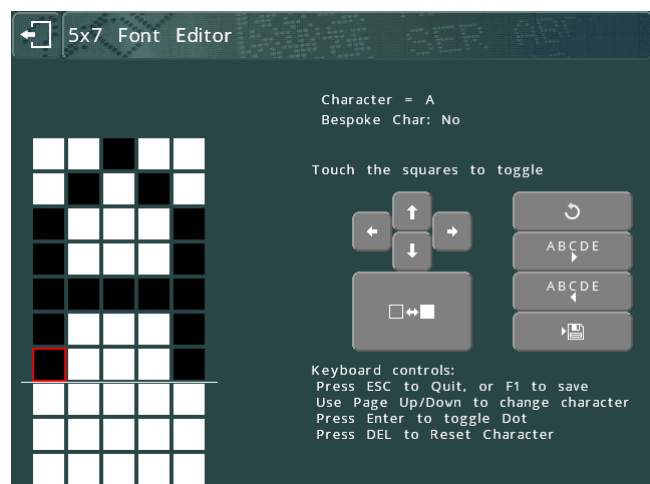 5x7 Font Editor
Character = A
Bespoke Char: No
Touch the squares to toggle
ABCDE
ABCDE
Keyboard controls:
Press ESC to Quit, or F1 to save
Use Page Up/Down to change character
Press Enter to toggle Dot
Press DEL to Reset Character